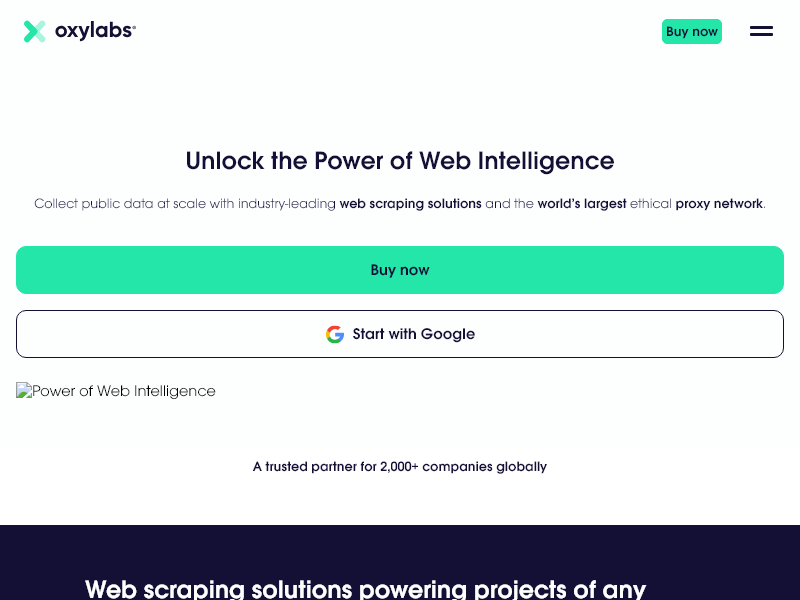 oxylabs®
Buy now
Unlock the Power of Web Intelligence
Collect public data at scale with industry-leading web scraping solutions and the world's largest ethical proxy network.
Buy now
Start with Google
Power of Web Intelligence
A trusted partner for 2,000+ companies globally
Web scraping solutions powering projects of any